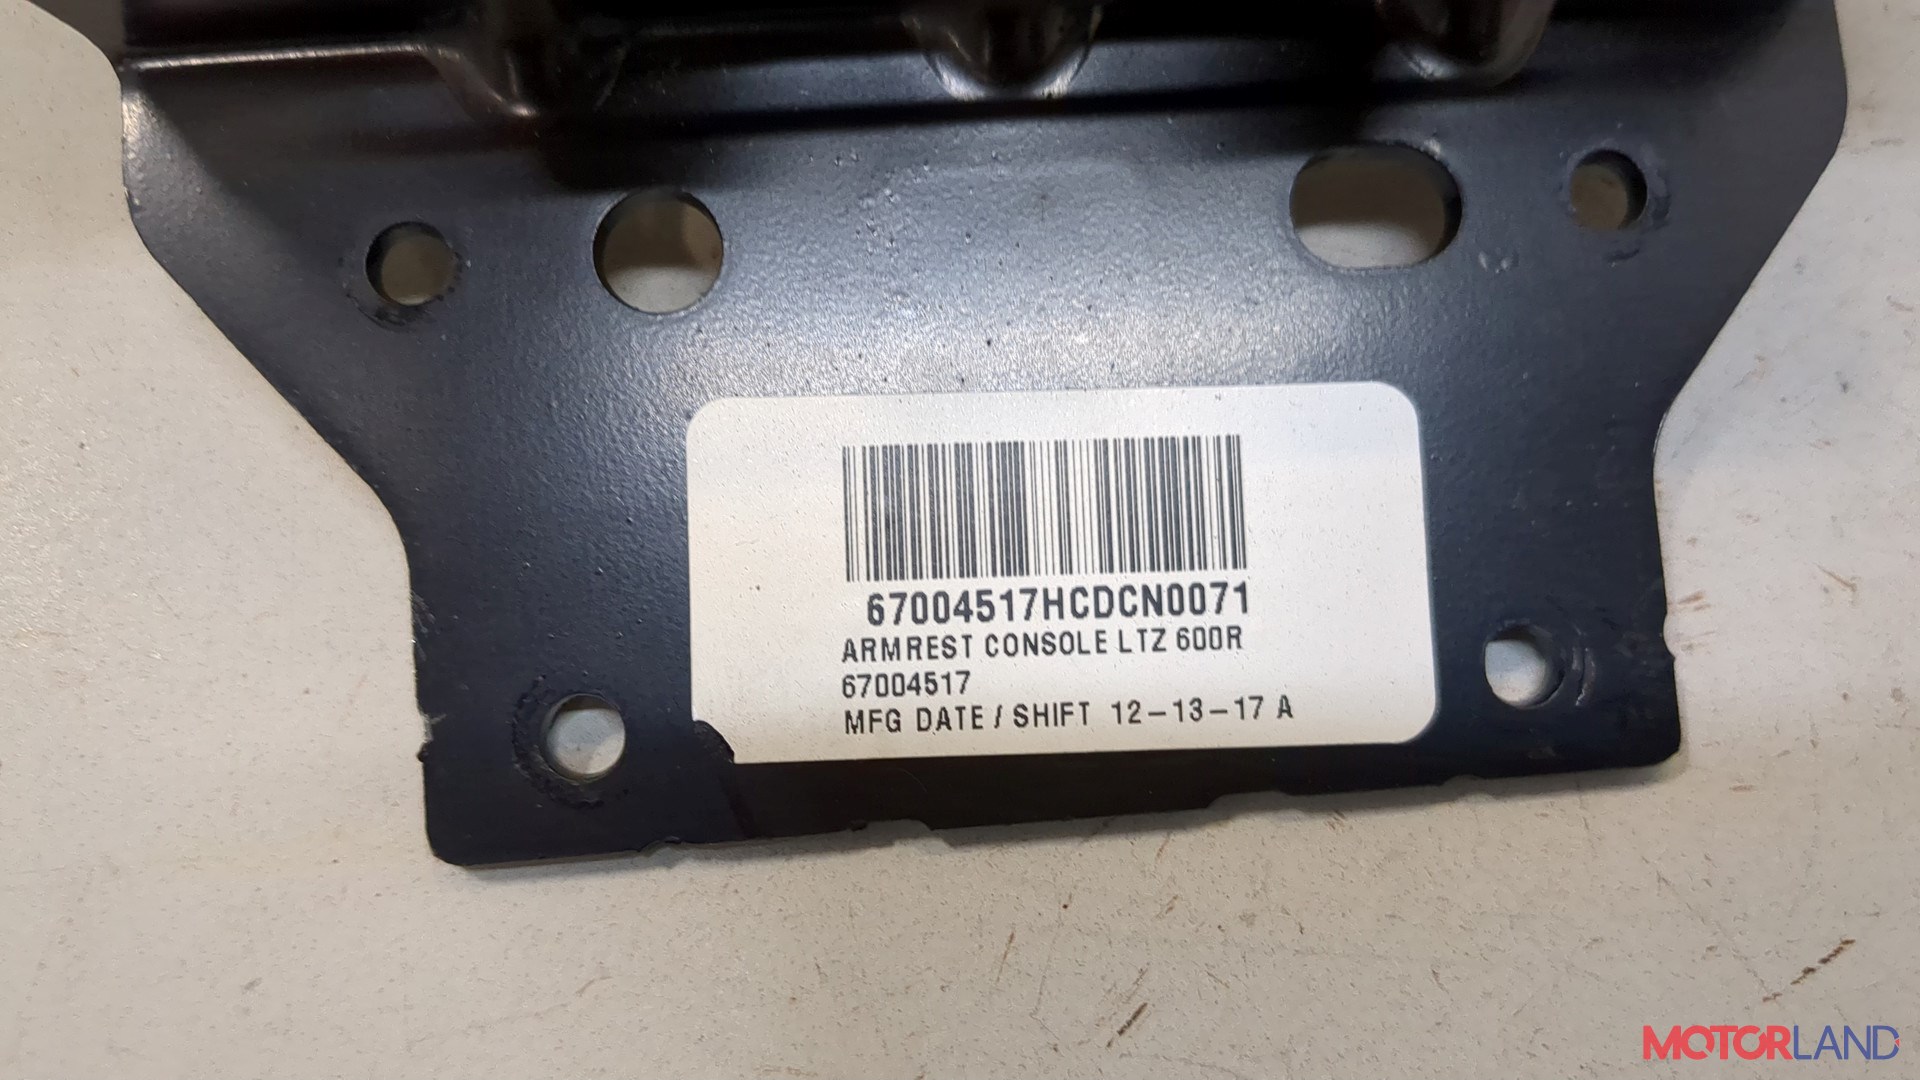 67004517HCDCN0071
ARMREST CONSOLE LTZ 600R
67004517
MFG DATE / SHIFT 12-13-17 A
MOTORLAND